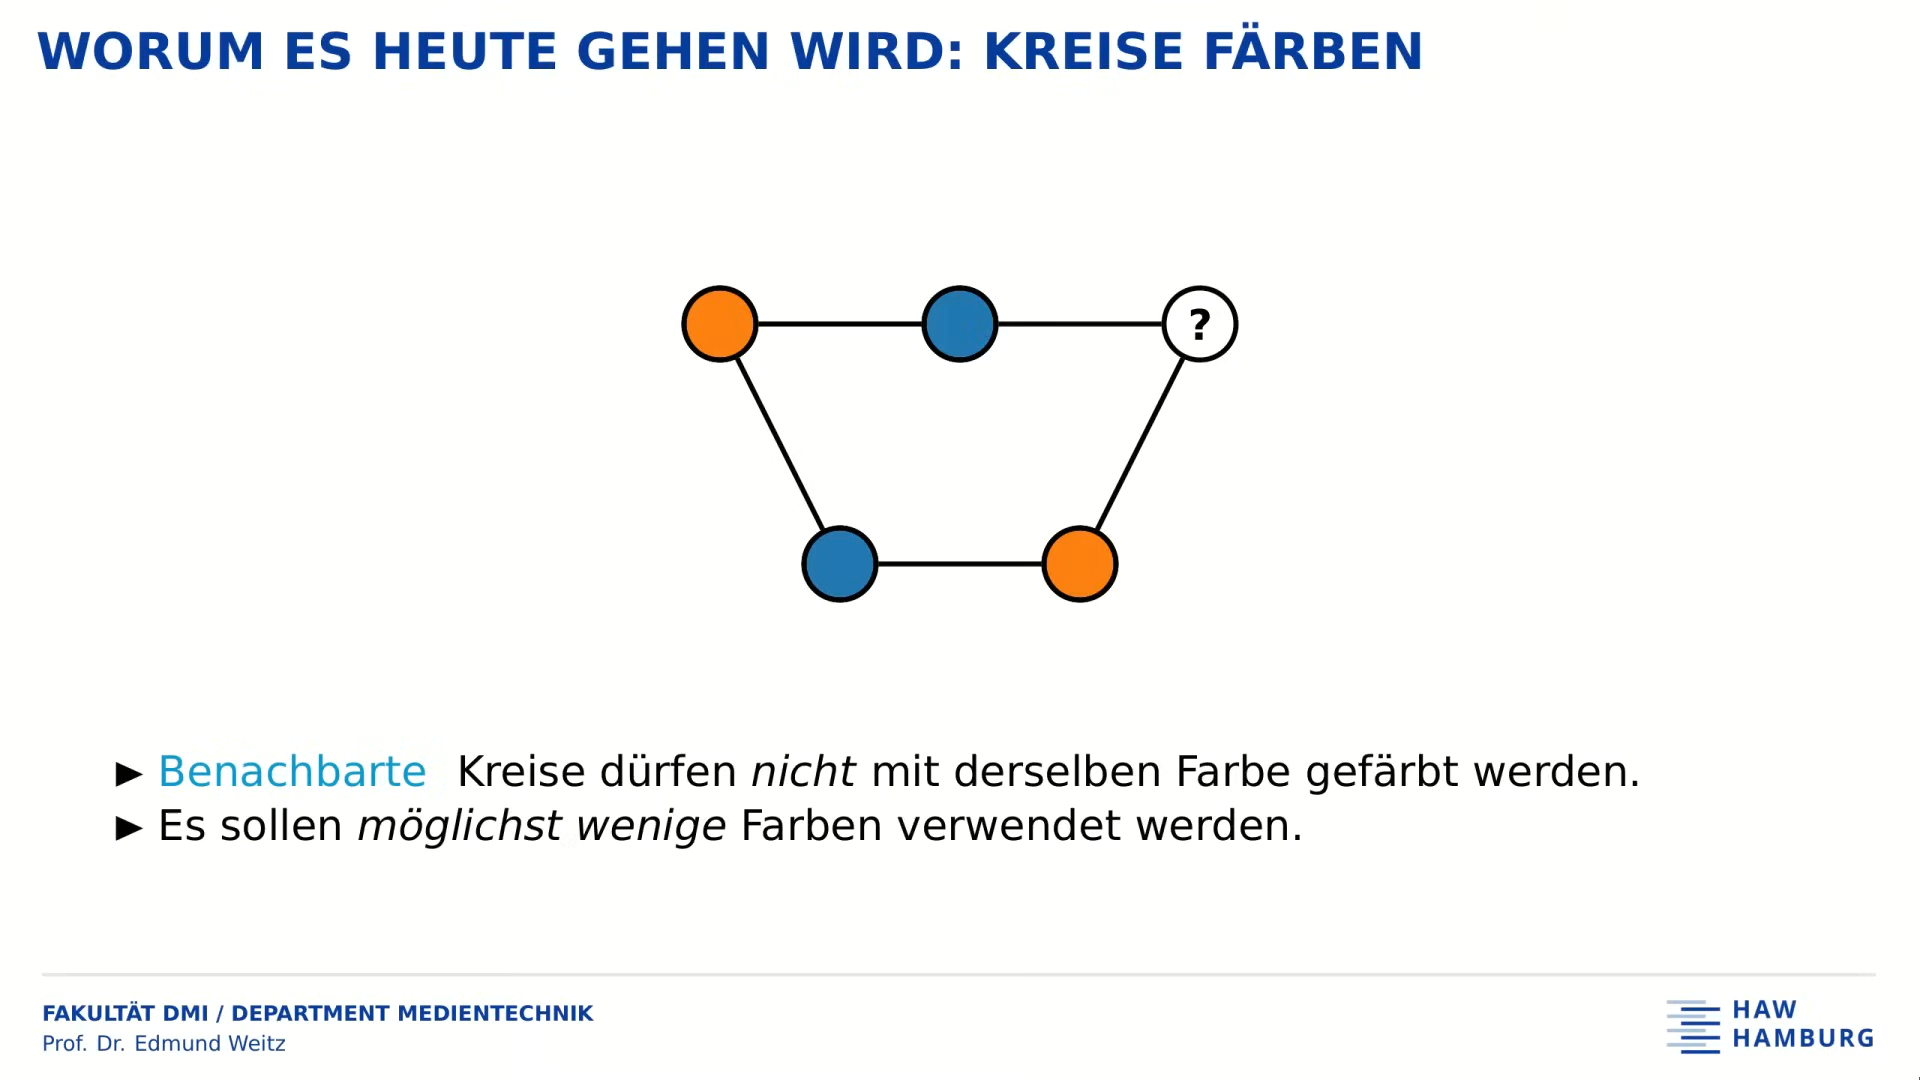 WORUM ES HEUTE GEHEN WIRD: KREISE FÄRBEN
?
► Benachbarte Kreise dürfen nicht mit derselben Farbe gefärbt werden.
► Es sollen möglichst wenige Farben verwendet werden.
FAKULTÄT DMI / DEPARTMENT MEDIENTECHNIK
Prof. Dr. Edmund Weitz
HAW
HAMBURG